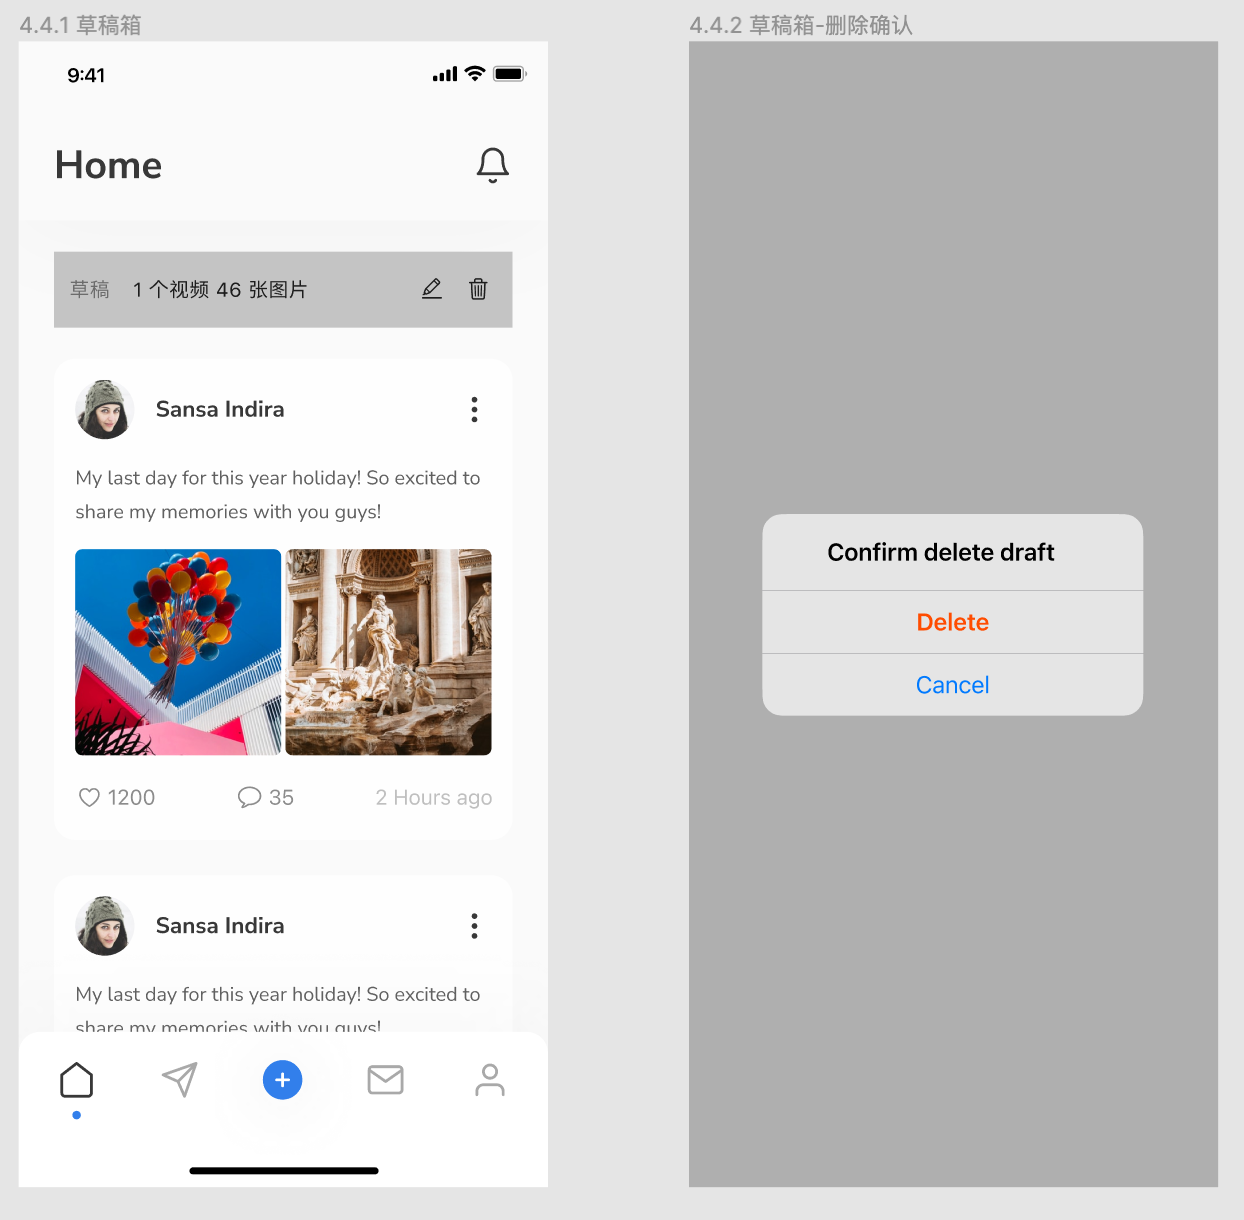 4.4.1 草稿箱
9:41
Home
草稿 1 个视频 46 张图片
Sansa Indira
My last day for this year holiday! So excited to
share my memories with you guys!
1200 35 2 Hours ago
Sansa Indira
My last day for this year holiday! So excited to
share my memories with you guys!
4.4.2 草稿箱-删除确认
Confirm delete draft
Delete
Cancel